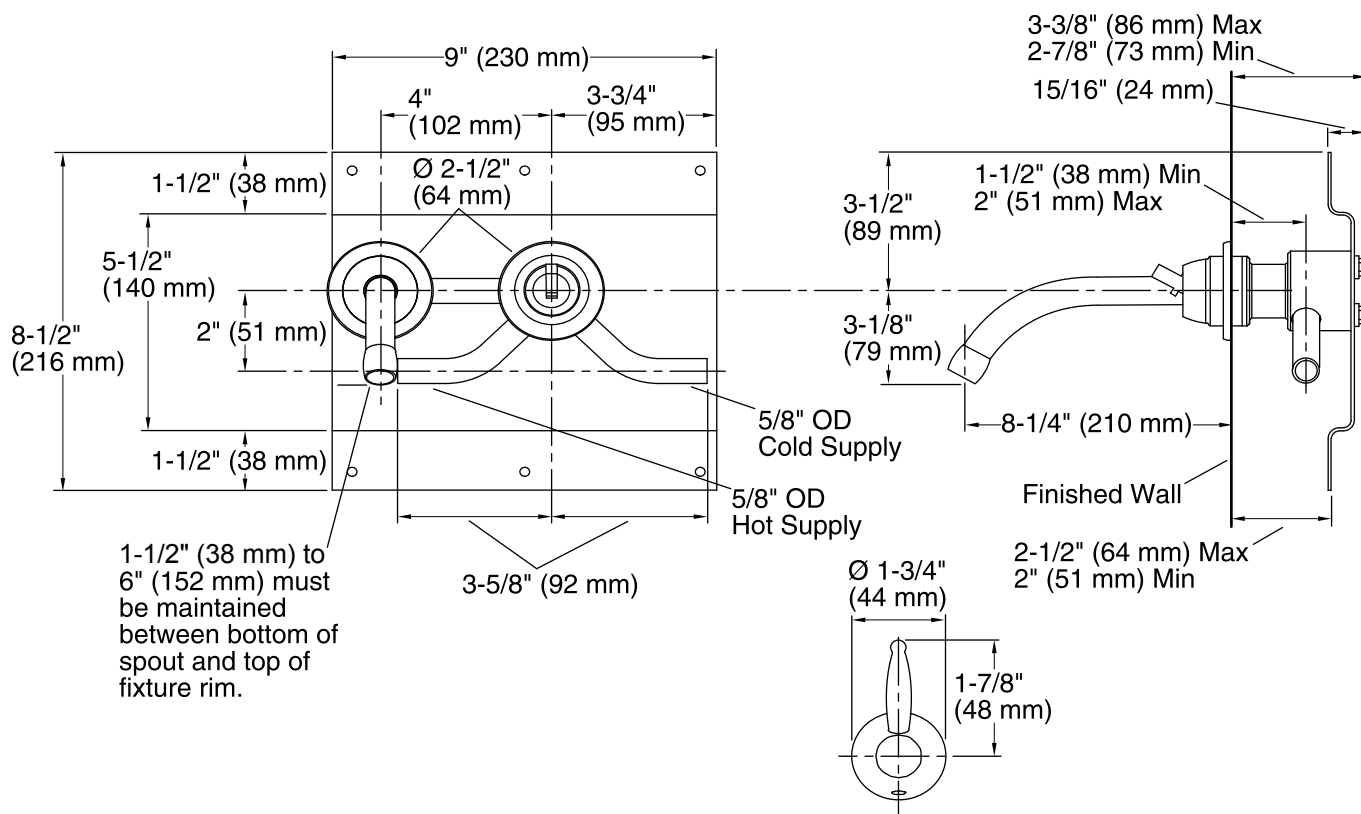 3-3/8" (86 mm) Max
2-7/8" (73 mm) Min
9" (230 mm)
15/16" (24 mm)
4"
(102 mm)
3-3/4"
(95 mm)
1-1/2" (38 mm)
Ø 2-1/2"
(64 mm)
1-1/2" (38 mm) Min
2" (51 mm) Max
3-1/2"
(89 mm)
5-1/2"
(140 mm)
2" (51 mm)
8-1/2"
(216 mm)
3-1/8"
(79 mm)
5/8" OD
Cold Supply
8-1/4" (210 mm)
1-1/2" (38 mm)
5/8" OD
Hot Supply
Finished Wall
1-1/2" (38 mm) to
6" (152 mm) must
be maintained
between bottom of
spout and top of
fixture rim.
3-5/8" (92 mm)
2-1/2" (64 mm) Max
2" (51 mm) Min
Ø 1-3/4"
(44 mm)
1-7/8"
(48 mm)